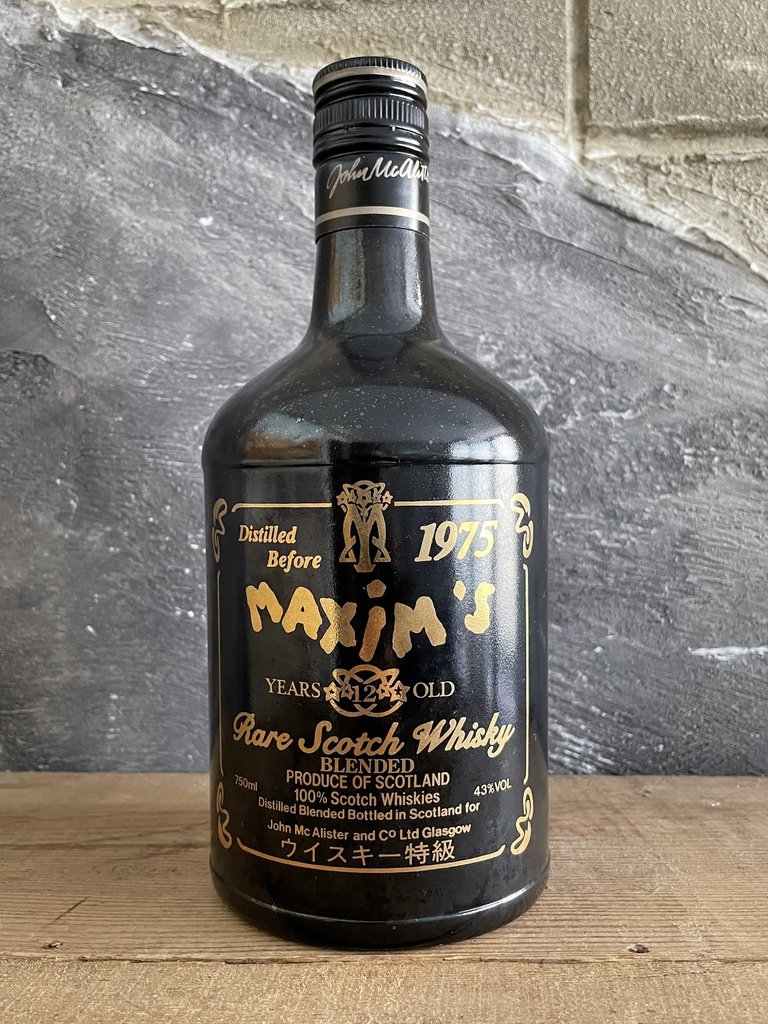 John McAlist
Distilled
Before
1975
MAXiM'S
YEARS 12 OLD
Rare Scotch Whisky
BLENDED
PRODUCE OF SCOTLAND
750ml
100% Scotch Whiskies
43%VOL
Distilled Blended Bottled in Scotland for
John Mc Alister and Co Ltd Glasgow
ウイスキー特級